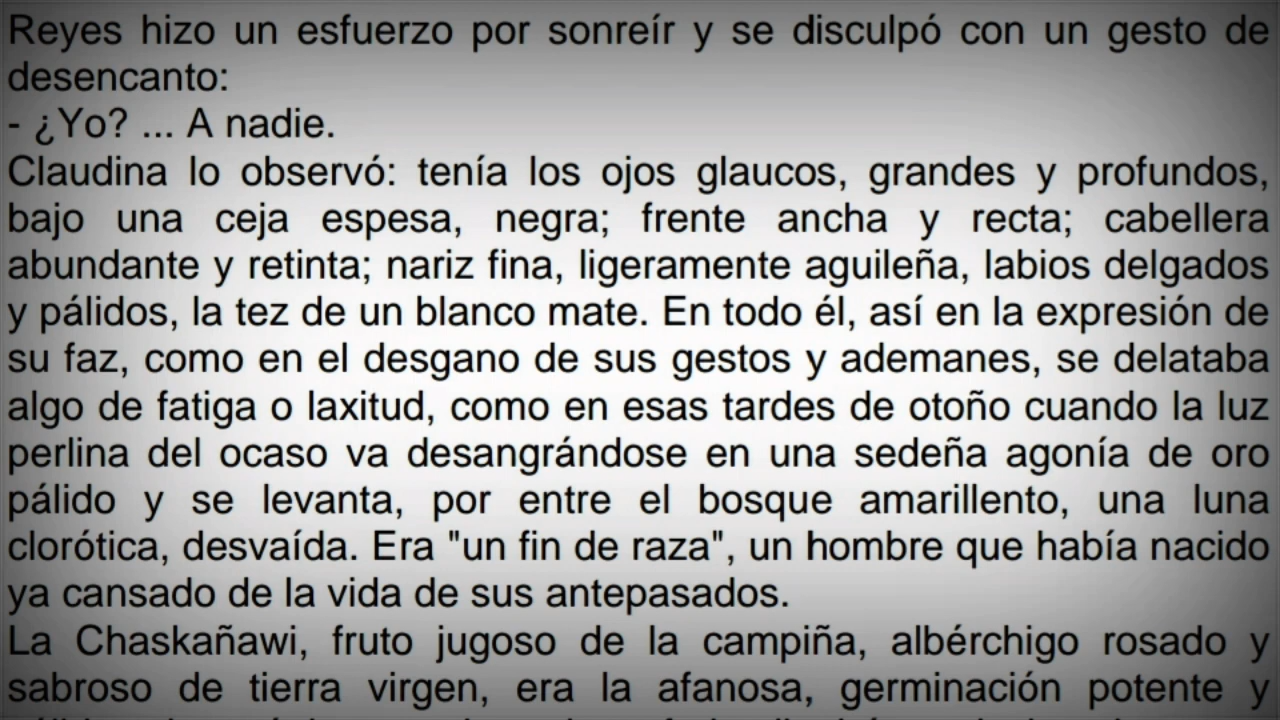 Reyes hizo un esfuerzo por sonreír y se disculpó con un gesto de
desencanto:
- ¿Yo? ... A nadie.
Claudina lo observó: tenía los ojos glaucos, grandes y profundos,
bajo una ceja espesa, negra; frente ancha y recta; cabellera
abundante y retinta; nariz fina, ligeramente aguileña, labios delgados
y pálidos, la tez de un blanco mate. En todo él, así en la expresión de
su faz, como en el desgano de sus gestos y ademanes, se delataba
algo de fatiga o laxitud, como en esas tardes de otoño cuando la luz
perlina del ocaso va desangrándose en una sedeña agonía de oro
pálido y se levanta, por entre el bosque amarillento, una luna
clorótica, desvaída. Era "un fin de raza", un hombre que había nacido
ya cansado de la vida de sus antepasados.
La Chaskañawi, fruto jugoso de la campiña, albérchigo rosado y
sabroso de tierra virgen, era la afanosa, germinación potente y